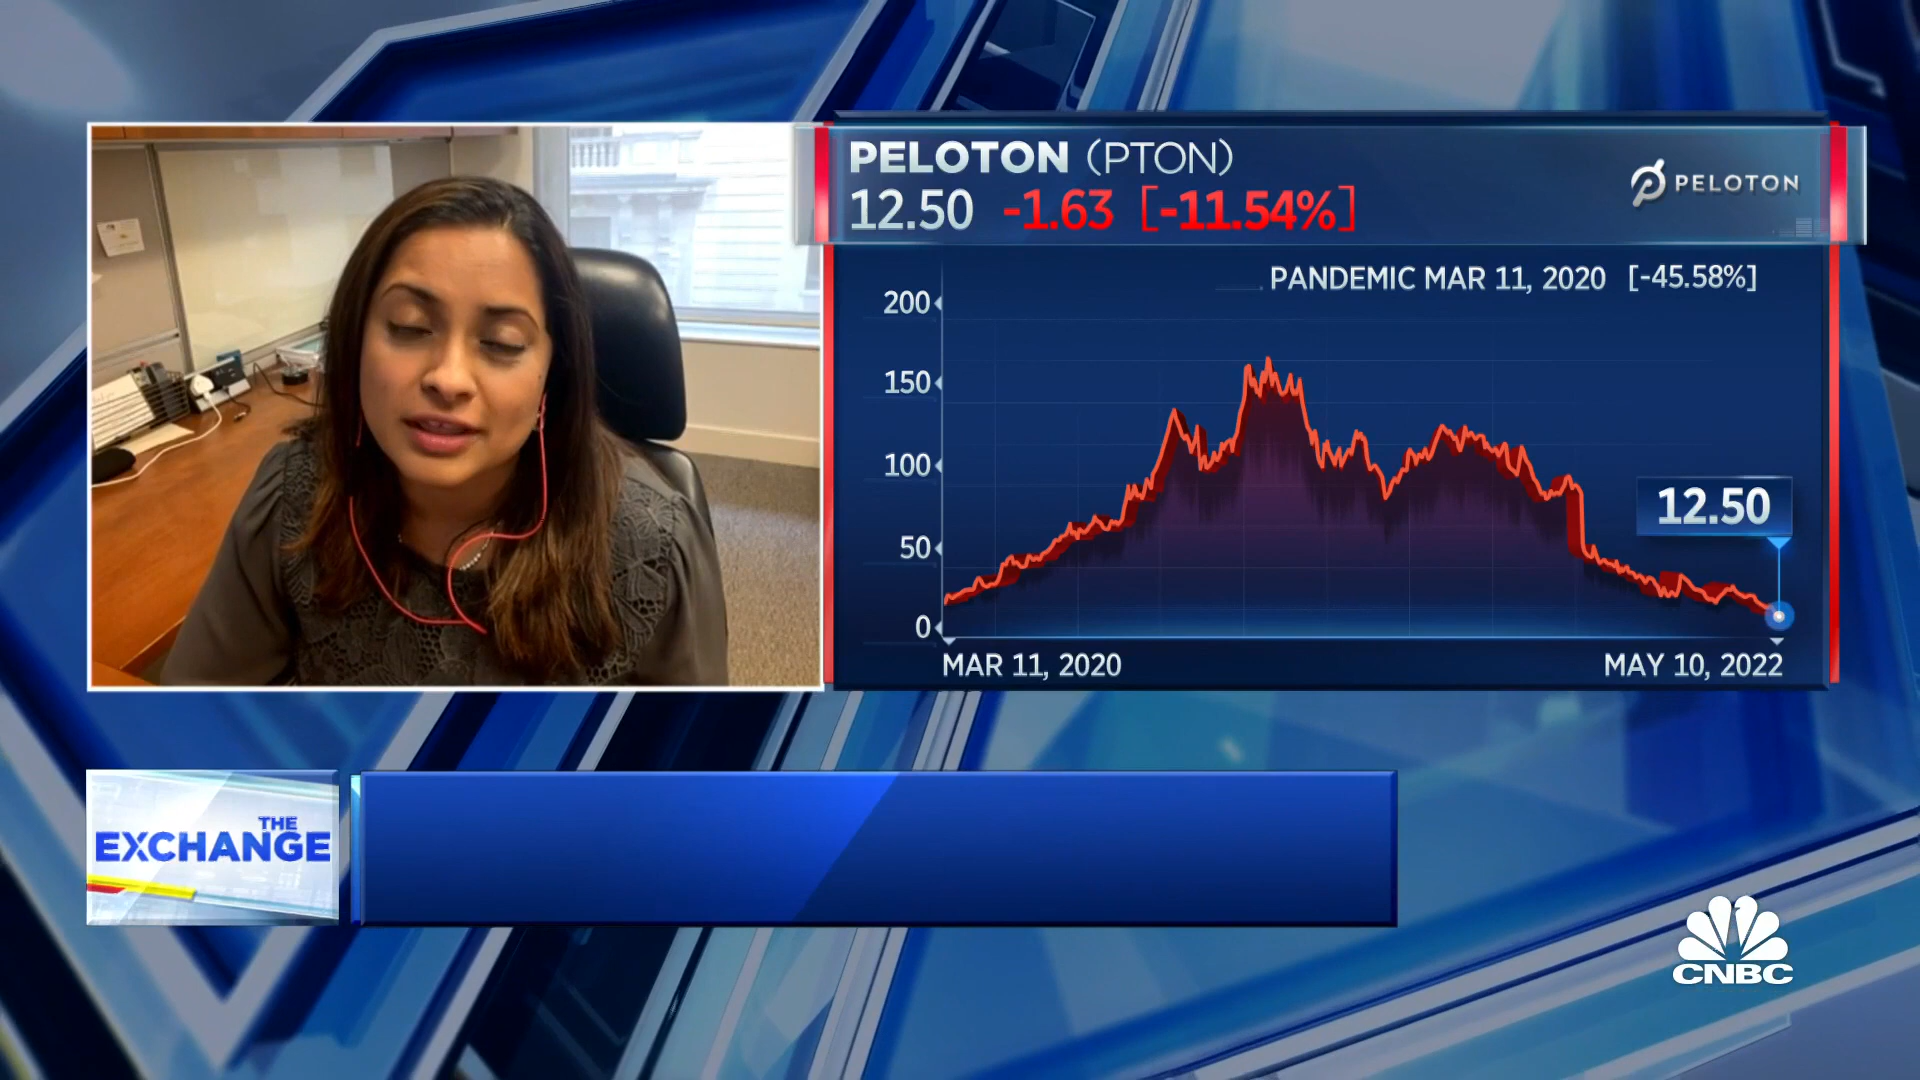 PELOTON (PTON)
12.50 -1.63 [-11.54%]
PELOTON
PANDEMIC MAR 11, 2020 [-45.58%]
200
150
100
50
0
12.50
MAR 11, 2020
MAY 10, 2022
THE
EXCHANGE
CNBC